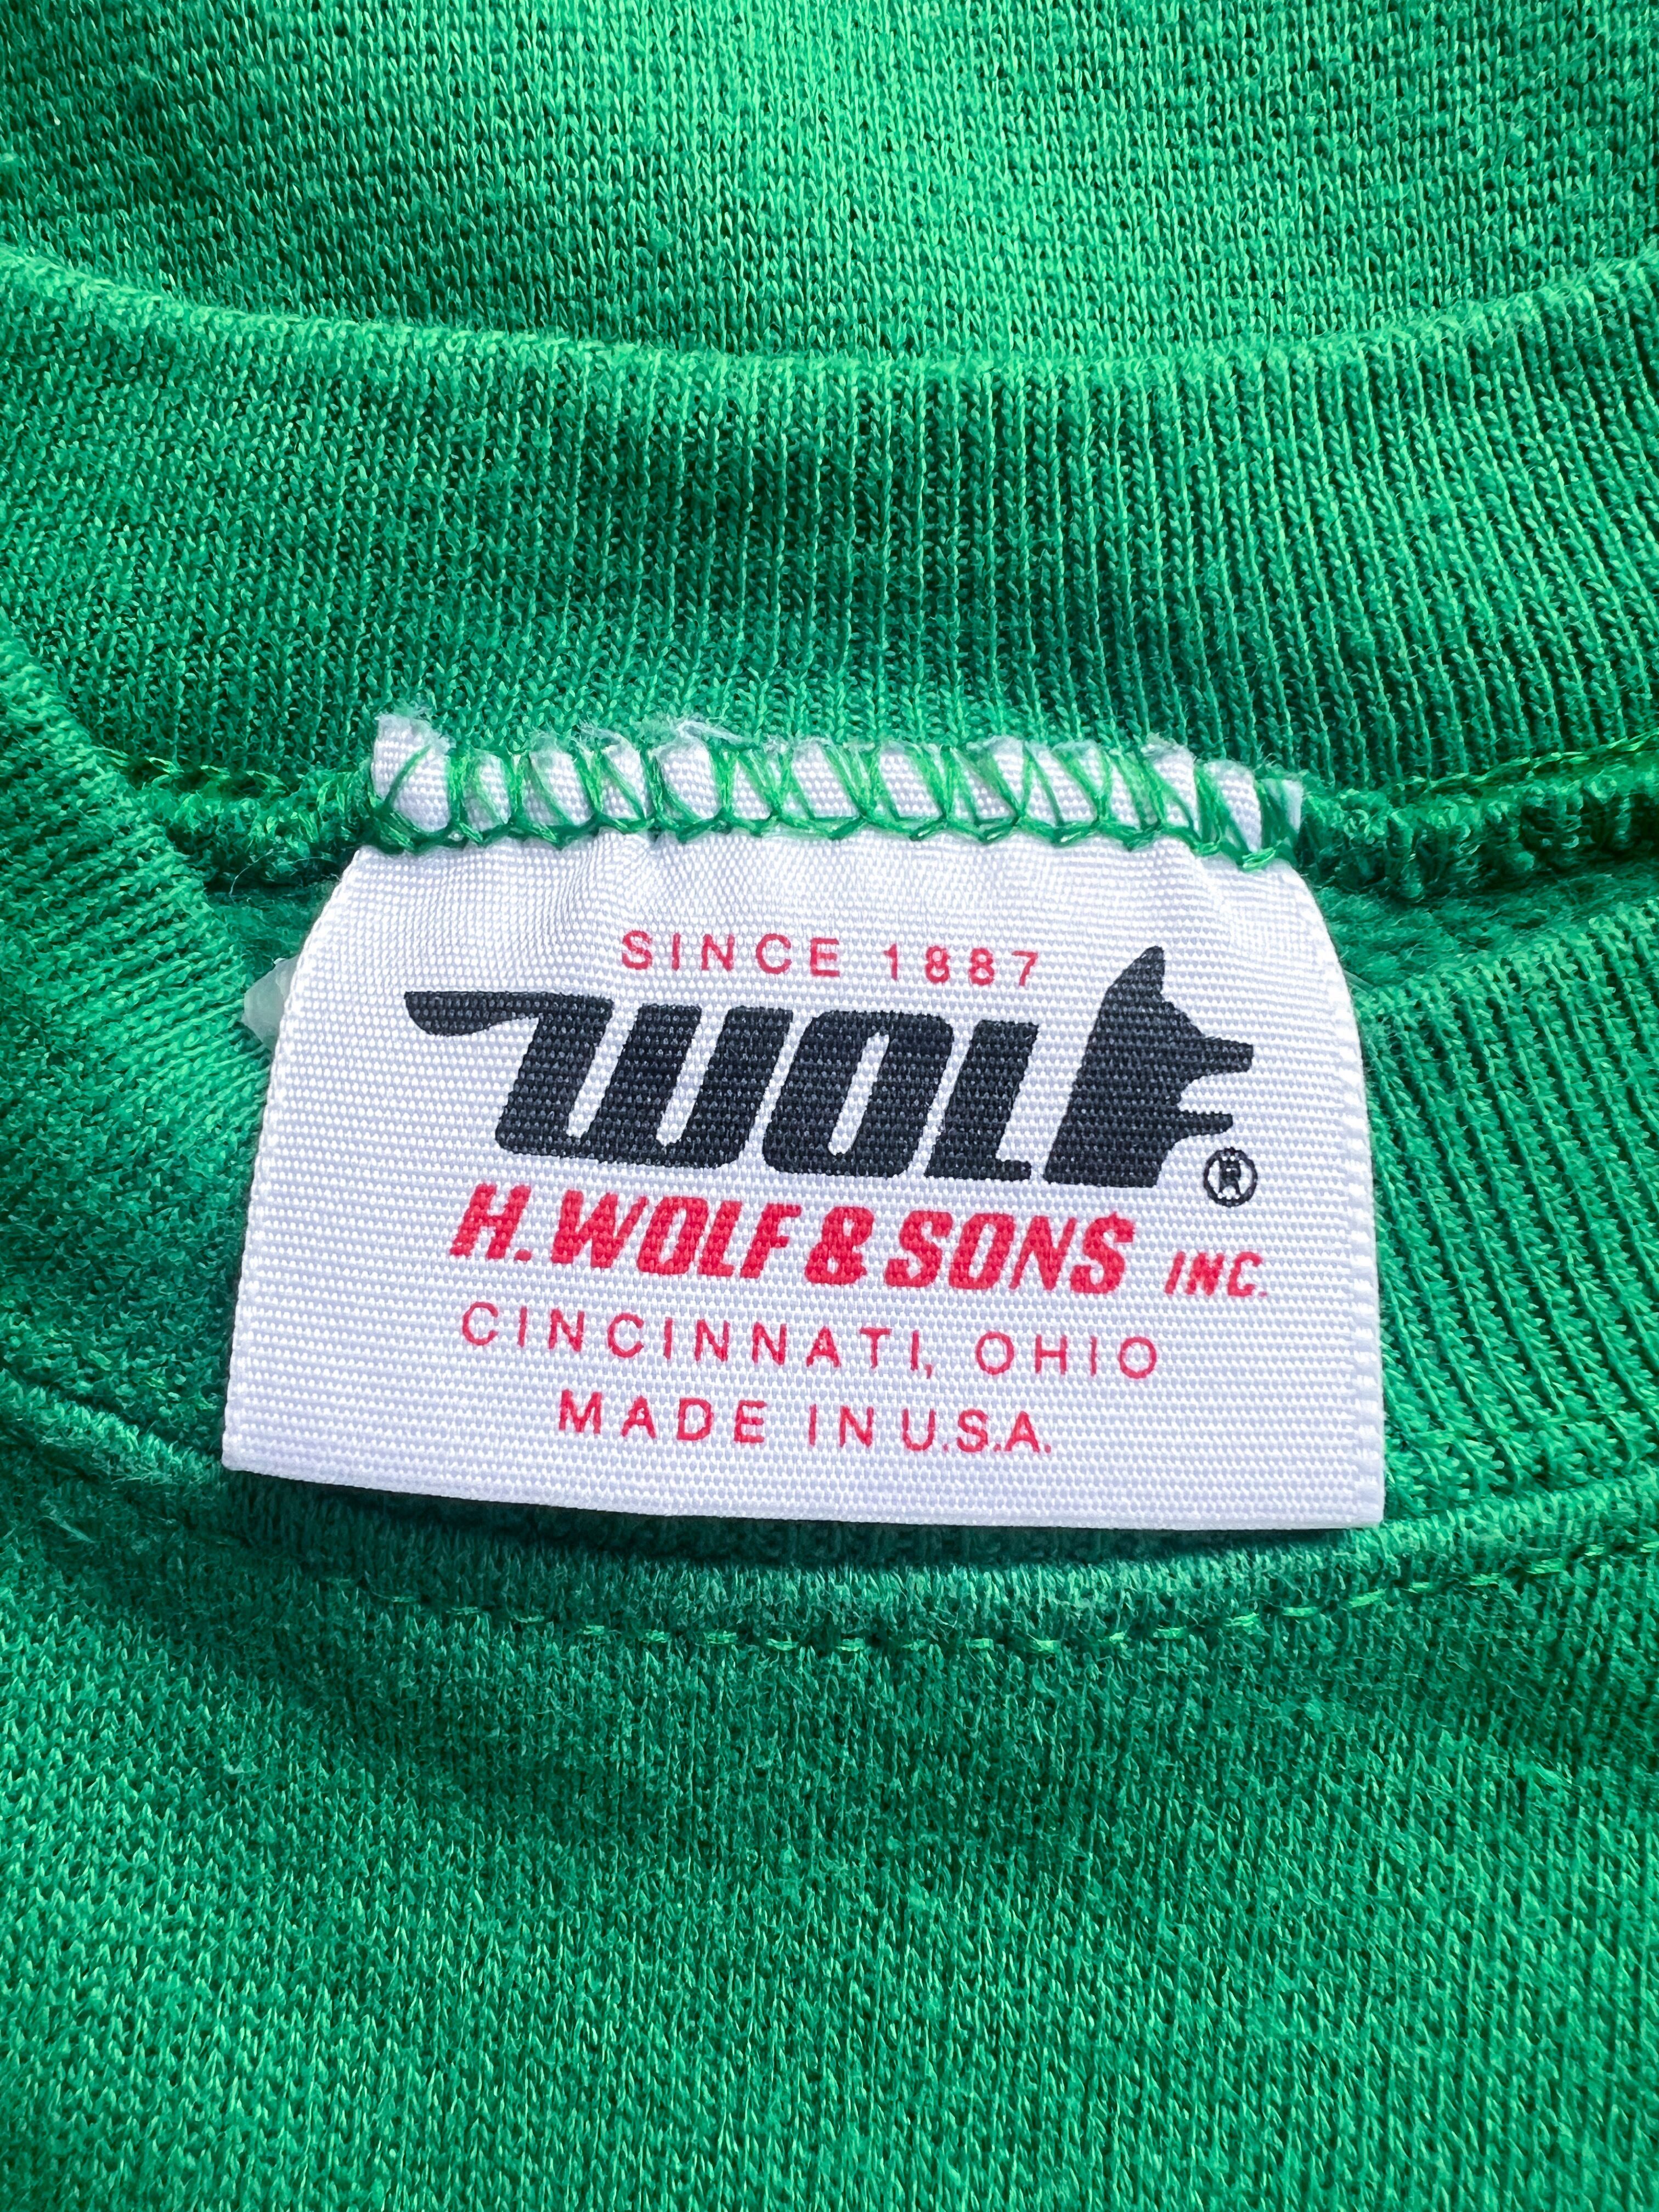 SINCE 1887
WOLF ®
H. WOLF & SONS INC.
CINCINNATI, OHIO
MADE IN U.S.A.